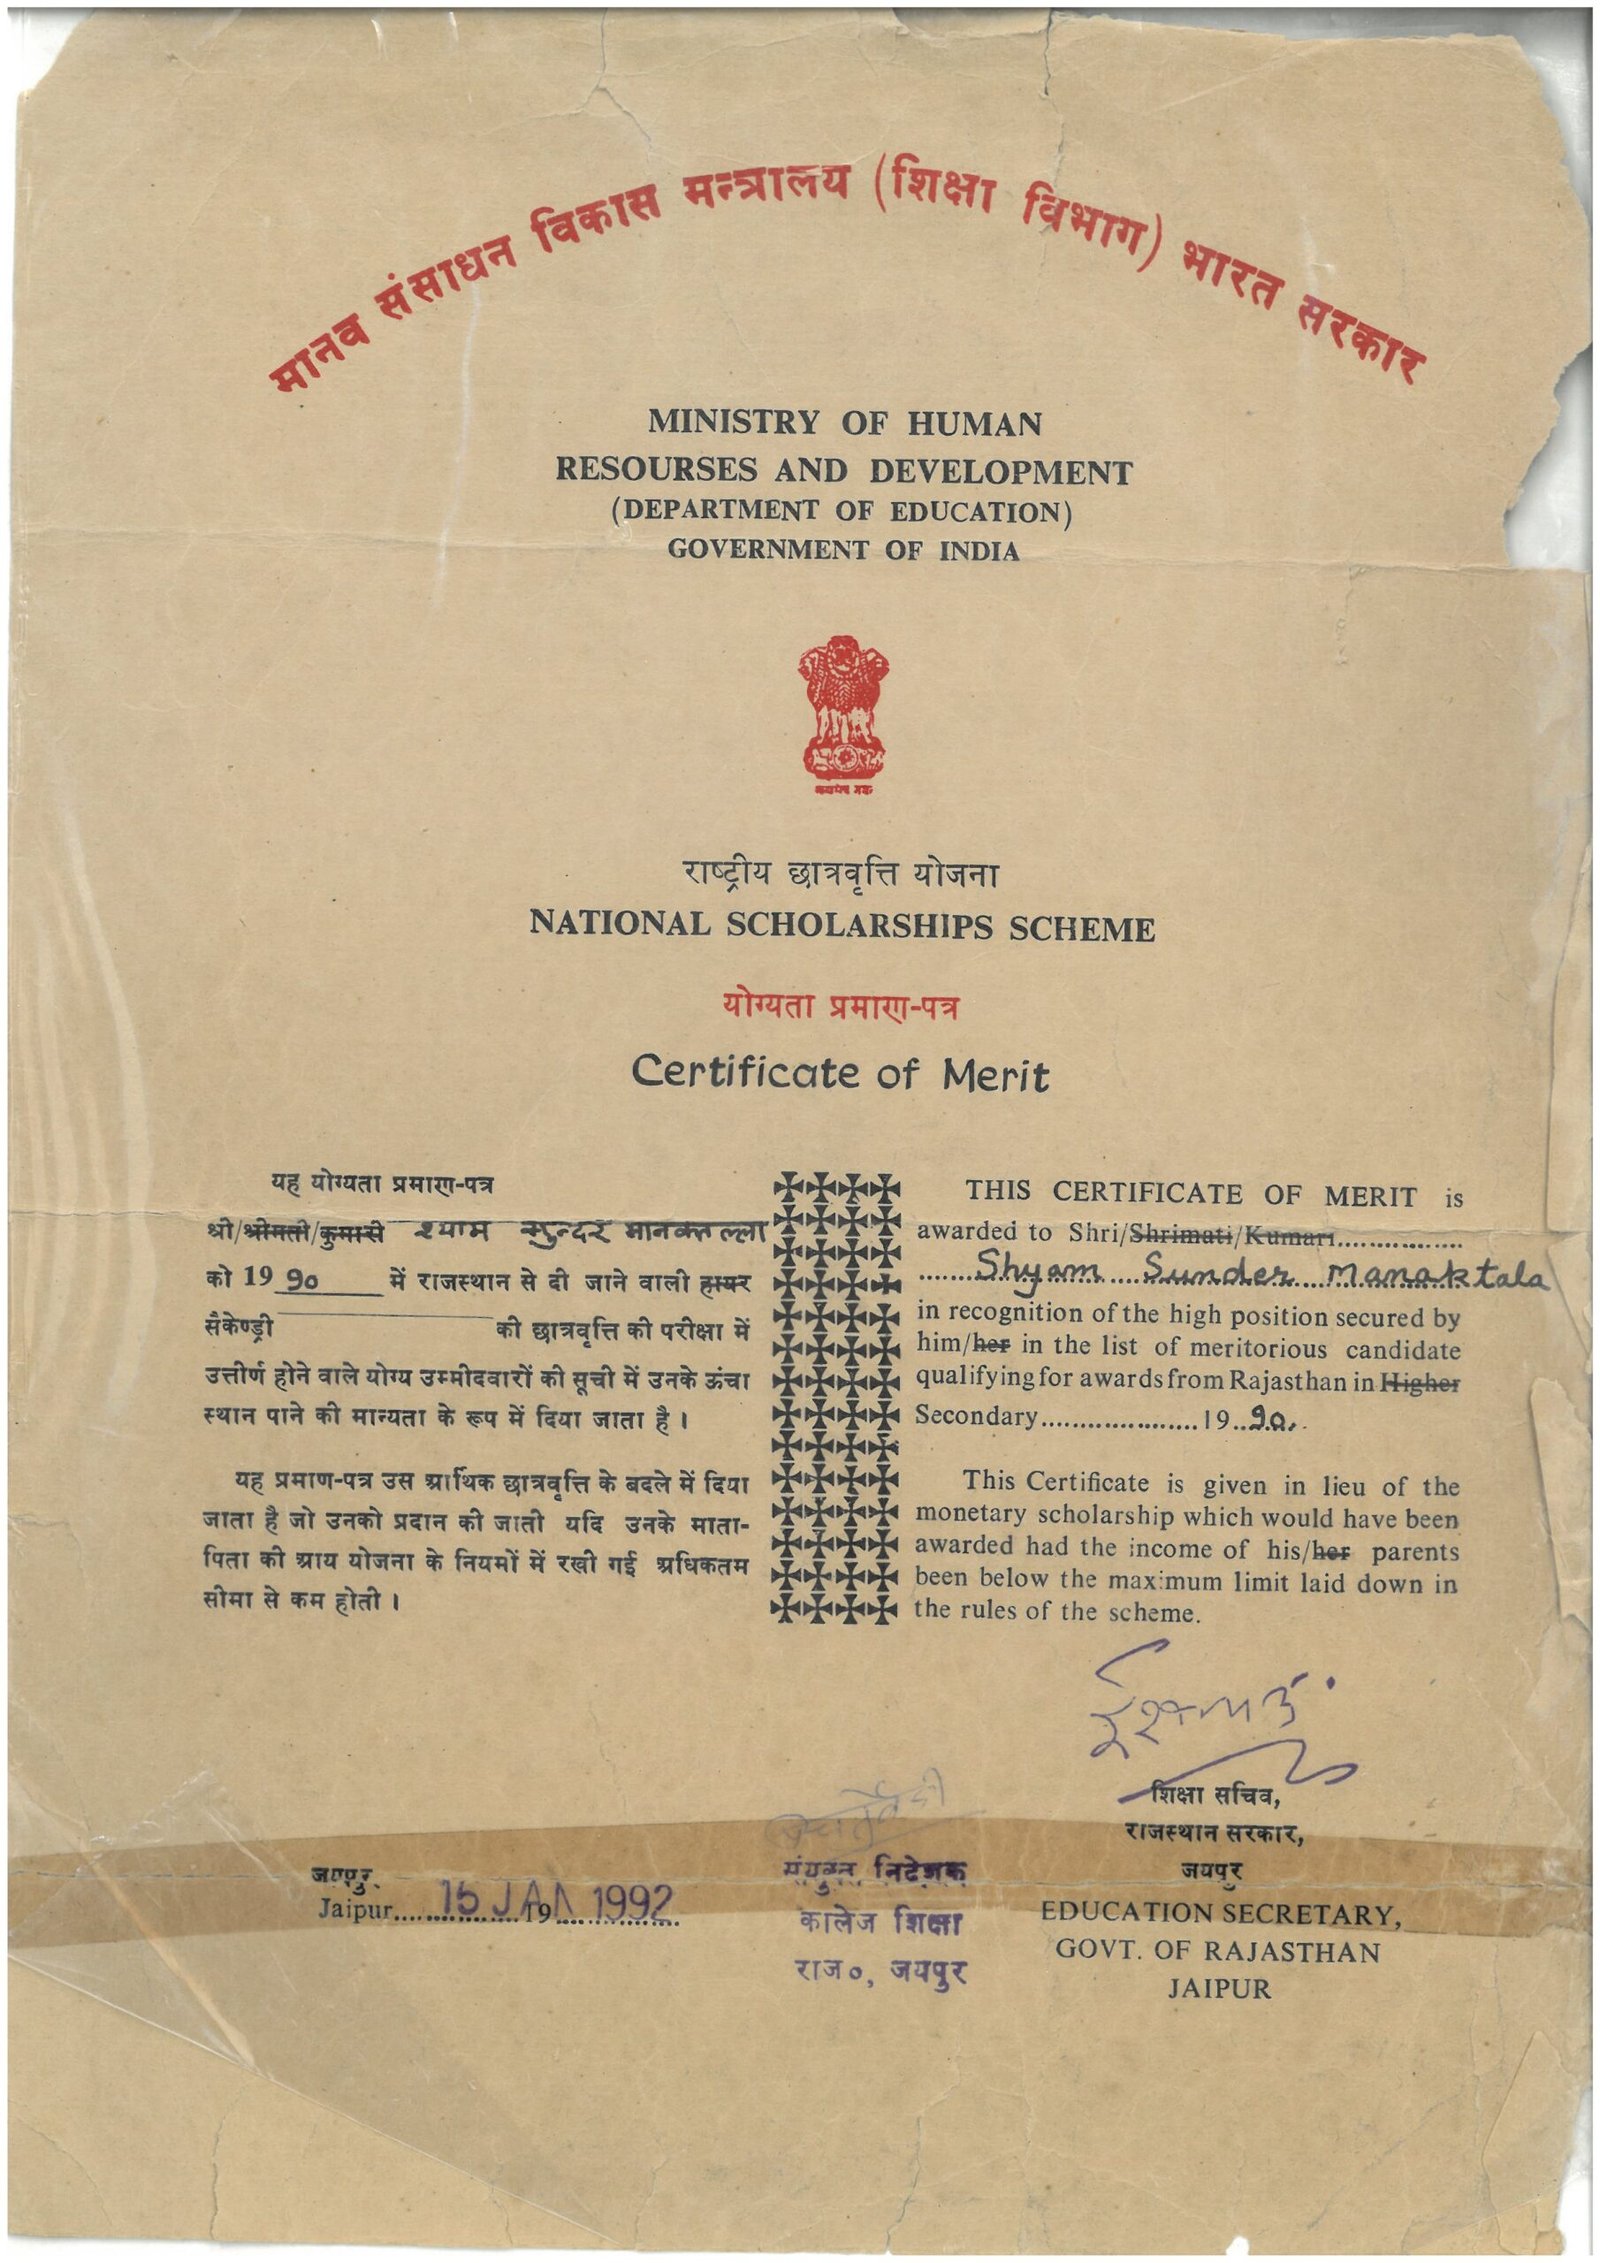 मानव संसाधन विकास मन्त्रालय (शिक्षा विभाग) भारत सरकार
MINISTRY OF HUMAN
RESOURSES AND DEVELOPMENT
(DEPARTMENT OF EDUCATION)
GOVERNMENT OF INDIA
सत्यमेव जयते
राष्ट्रीय छात्रवृत्ति योजना
NATIONAL SCHOLARSHIPS SCHEME
योग्यता प्रमाण-पत्र
Certificate of Merit
यह योग्यता प्रमाण-पत्र
श्री/श्रीमती/कुमारी श्याम सुन्दर मानकतल्ला
को 19 90 में राजस्थान से दी जाने वाली हायर
सैकेण्ड्री की छात्रवृत्ति की परीक्षा में
उत्तीर्ण होने वाले योग्य उम्मीदवारों की सूची में उनके ऊंचा
स्थान पाने की मान्यता के रूप में दिया जाता है ।
यह प्रमाण-पत्र उस आर्थिक छात्रवृत्ति के बदले में दिया
जाता है जो उनको प्रदान की जाती यदि उनके माता-
पिता की आय योजना के नियमों में रखी गई अधिकतम
सीमा से कम होती ।
THIS CERTIFICATE OF MERIT is
awarded to Shri/Shrimati/Kumari.................
.......Shyam.....Sunder....Manaktala
in recognition of the high position secured by
him/her in the list of meritorious candidate
qualifying for awards from Rajasthan in Higher
Secondary.....................19..90..
This Certificate is given in lieu of the
monetary scholarship which would have been
awarded had the income of his/her parents
been below the maximum limit laid down in
the rules of the scheme.
शिक्षा सचिव,
राजस्थान सरकार,
जयपुर
EDUCATION SECRETARY,
GOVT. OF RAJASTHAN
JAIPUR
संयुक्त निदेशक
कालेज शिक्षा
राज०, जयपुर
जयपुर
Jaipur....15 JAN 19 1992